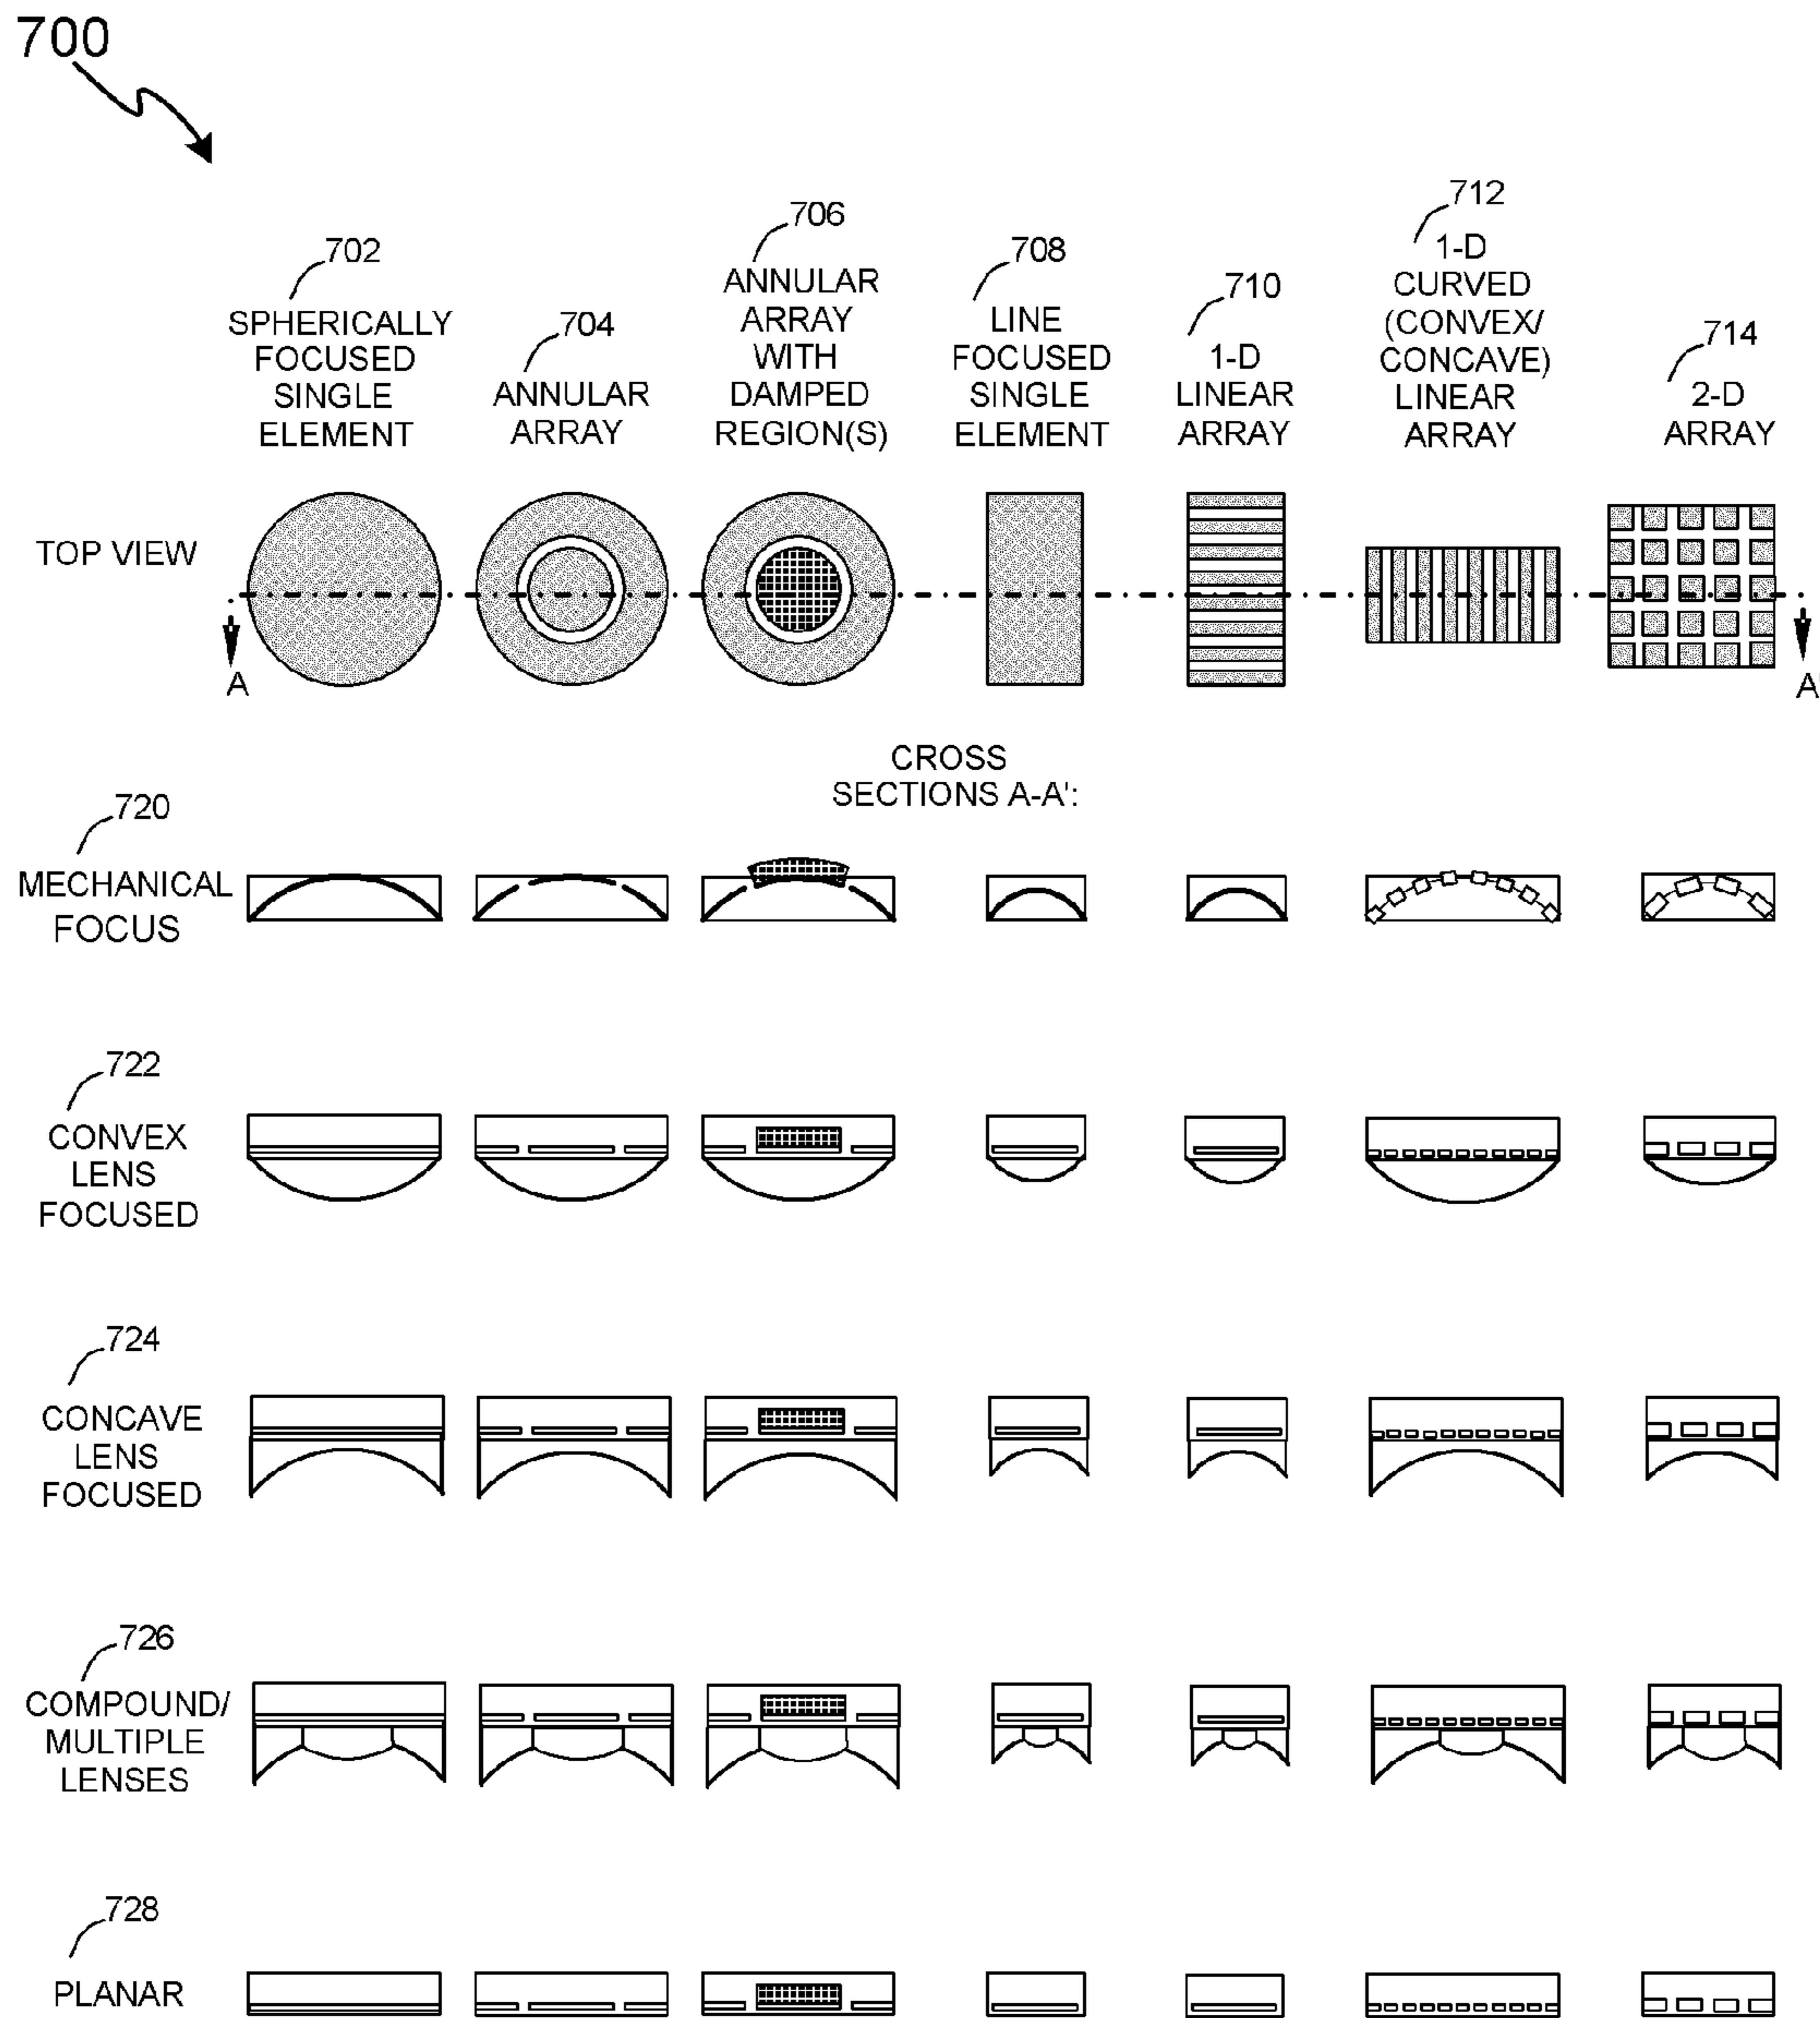 700
702
SPHERICALLY
FOCUSED
SINGLE
ELEMENT
704
ANNULAR
ARRAY
706
ANNULAR
ARRAY
WITH
DAMPED
REGION(S)
708
LINE
FOCUSED
SINGLE
ELEMENT
710
1-D
LINEAR
ARRAY
712
1-D
CURVED
(CONVEX/
CONCAVE)
LINEAR
ARRAY
714
2-D
ARRAY
TOP VIEW
A
A
CROSS
SECTIONS A-A':
720
MECHANICAL
FOCUS
722
CONVEX
LENS
FOCUSED
724
CONCAVE
LENS
FOCUSED
726
COMPOUND/
MULTIPLE
LENSES
728
PLANAR